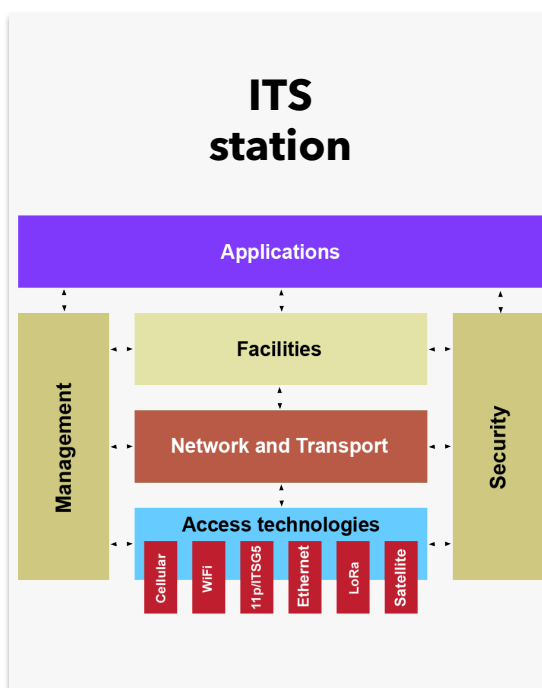 ITS
station
Applications
Management
Facilities
Security
Network and Transport
Access technologies
Cellular
WiFi
11p/ITSG5
Ethernet
LoRa
Satellite